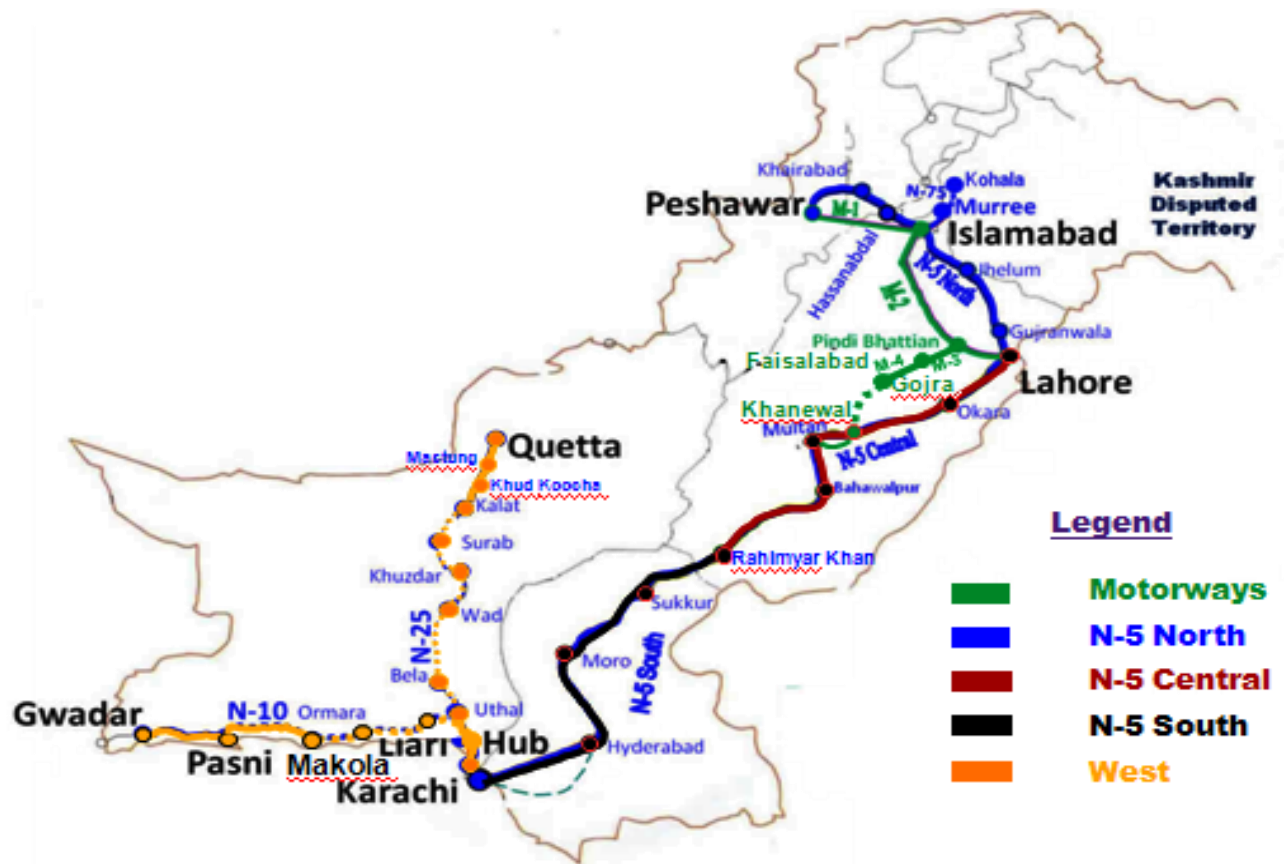 Khairabad
Kohala
N-75
Kashmir
Disputed
Territory
Peshawar
M-1
Murree
Islamabad
Hassanabdal
N-5 North
Jhelum
M-2
Gujranwala
Pindi Bhattian
Faisalabad
M-4
M-3
Gojra
Lahore
Khanewal
Okara
Multan
N-5 Central
Quetta
Mastung
Khud Koocha
Bahawalpur
Kalat
Legend
Surab
Rahimyar Khan
Khuzdar
Motorways
Sukkur
Wad
N-5 North
N-25
Moro
N-5 South
Bela
N-5 Central
Gwadar
N-10
Ormara
Uthal
N-5 South
Liari
Hub
Hyderabad
Pasni
Makola
West
Karachi